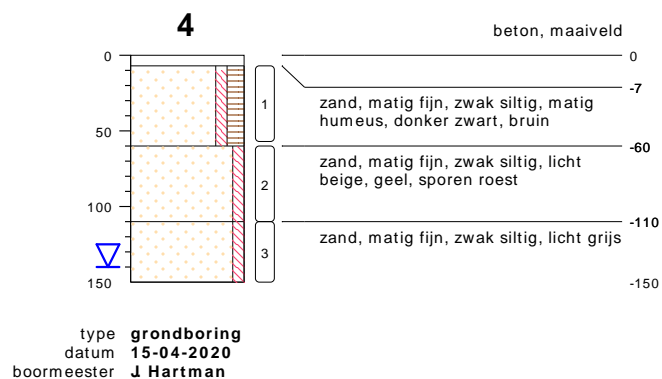 4
beton, maaiveld
0
0
-7
zand, matig fijn, zwak siltig, matig
humeus, donker zwart, bruin
1
50
-60
zand, matig fijn, zwak siltig, licht
beige, geel, sporen roest
2
100
-110
zand, matig fijn, zwak siltig, licht grijs
3
150
-150
type grondboring
datum 15-04-2020
boormeester J Hartman